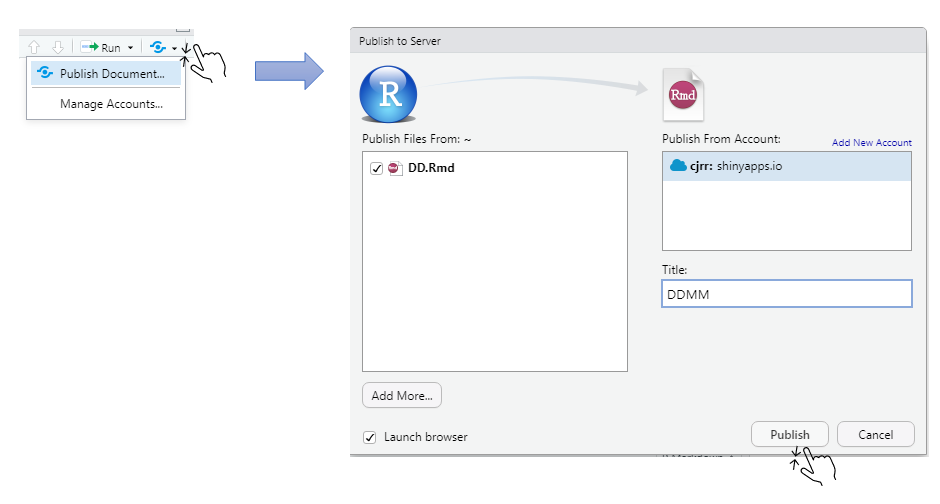 Run
Publish Document...
Manage Accounts...
Publish to Server
R
Rmd
Publish Files From: ~
Publish From Account:
Add New Account
DD.Rmd
cjrr: shinyapps.io
Title:
DDMM
Add More...
Launch browser
Publish
Cancel